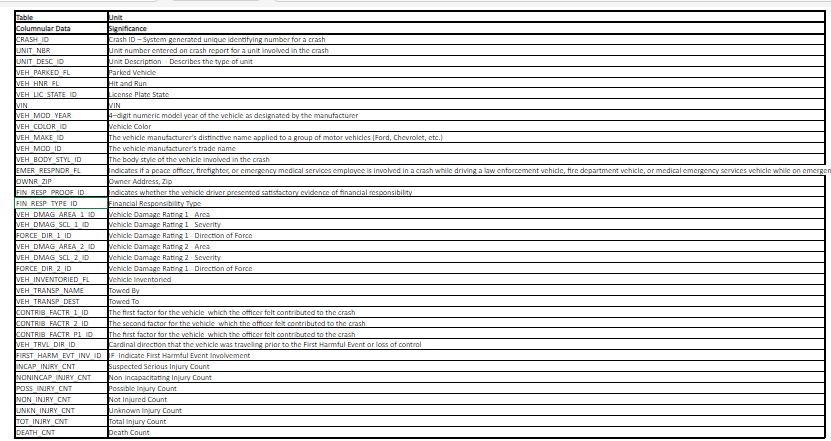 Table Unit
Columnular Data Significance
CRASH_ID Crash ID – System generated unique identifying number for a crash
UNIT_NBR Unit number entered on crash report for a unit involved in the crash
UNIT_DESC_ID Unit Description - Describes the type of unit
VEH_PARKED_FL Parked Vehicle
VEH_HNR_FL Hit and Run
VEH_LIC_STATE_ID License Plate State
VIN VIN
VEH_MOD_YEAR 4-digit numeric model year of the vehicle as designated by the manufacturer
VEH_COLOR_ID Vehicle Color
VEH_MAKE_ID The vehicle manufacturer's distinctive name applied to a group of motor vehicles (Ford, Chevrolet, etc.)
VEH_MOD_ID The vehicle manufacturer's trade name
VEH_BODY_STYL_ID The body style of the vehicle involved in the crash
EMER_RESPNDR_FL Indicates if a peace officer, firefighter, or emergency medical services employee is involved in a crash while driving a law enforcement vehicle, fire department vehicle, or medical emergency services vehicle while on emergen
OWNR_ZIP Owner Address, Zip
FIN_RESP_PROOF_ID Indicates whether the vehicle driver presented satisfactory evidence of financial responsibility
FIN_RESP_TYPE_ID Financial Responsibility Type
VEH_DMAG_AREA_1_ID Vehicle Damage Rating 1 - Area
VEH_DMAG_SCL_1_ID Vehicle Damage Rating 1 - Severity
FORCE_DIR_1_ID Vehicle Damage Rating 1 - Direction of Force
VEH_DMAG_AREA_2_ID Vehicle Damage Rating 2 - Area
VEH_DMAG_SCL_2_ID Vehicle Damage Rating 2 - Severity
FORCE_DIR_2_ID Vehicle Damage Rating 1 - Direction of Force
VEH_INVENTORIED_FL Vehicle Inventoried
VEH_TRANSP_NAME Towed By
VEH_TRANSP_DEST Towed To
CONTRIB_FACTR_1_ID The first factor for the vehicle which the officer felt contributed to the crash
CONTRIB_FACTR_2_ID The second factor for the vehicle which the officer felt contributed to the crash
CONTRIB_FACTR_P1_ID The first factor for the vehicle which the officer felt contributed to the crash
VEH_TRVL_DIR_ID Cardinal direction that the vehicle was traveling prior to the First Harmful Event or loss of control
FIRST_HARM_EVT_INV_ID IF- Indicate First Harmful Event Involvement
INCAP_INJRY_CNT Suspected Serious Injury Count
NONINCAP_INJRY_CNT Non-incapacitating Injury Count
POSS_INJRY_CNT Possible Injury Count
NON_INJRY_CNT Not Injured Count
UNKN_INJRY_CNT Unknown Injury Count
TOT_INJRY_CNT Total Injury Count
DEATH_CNT Death Count